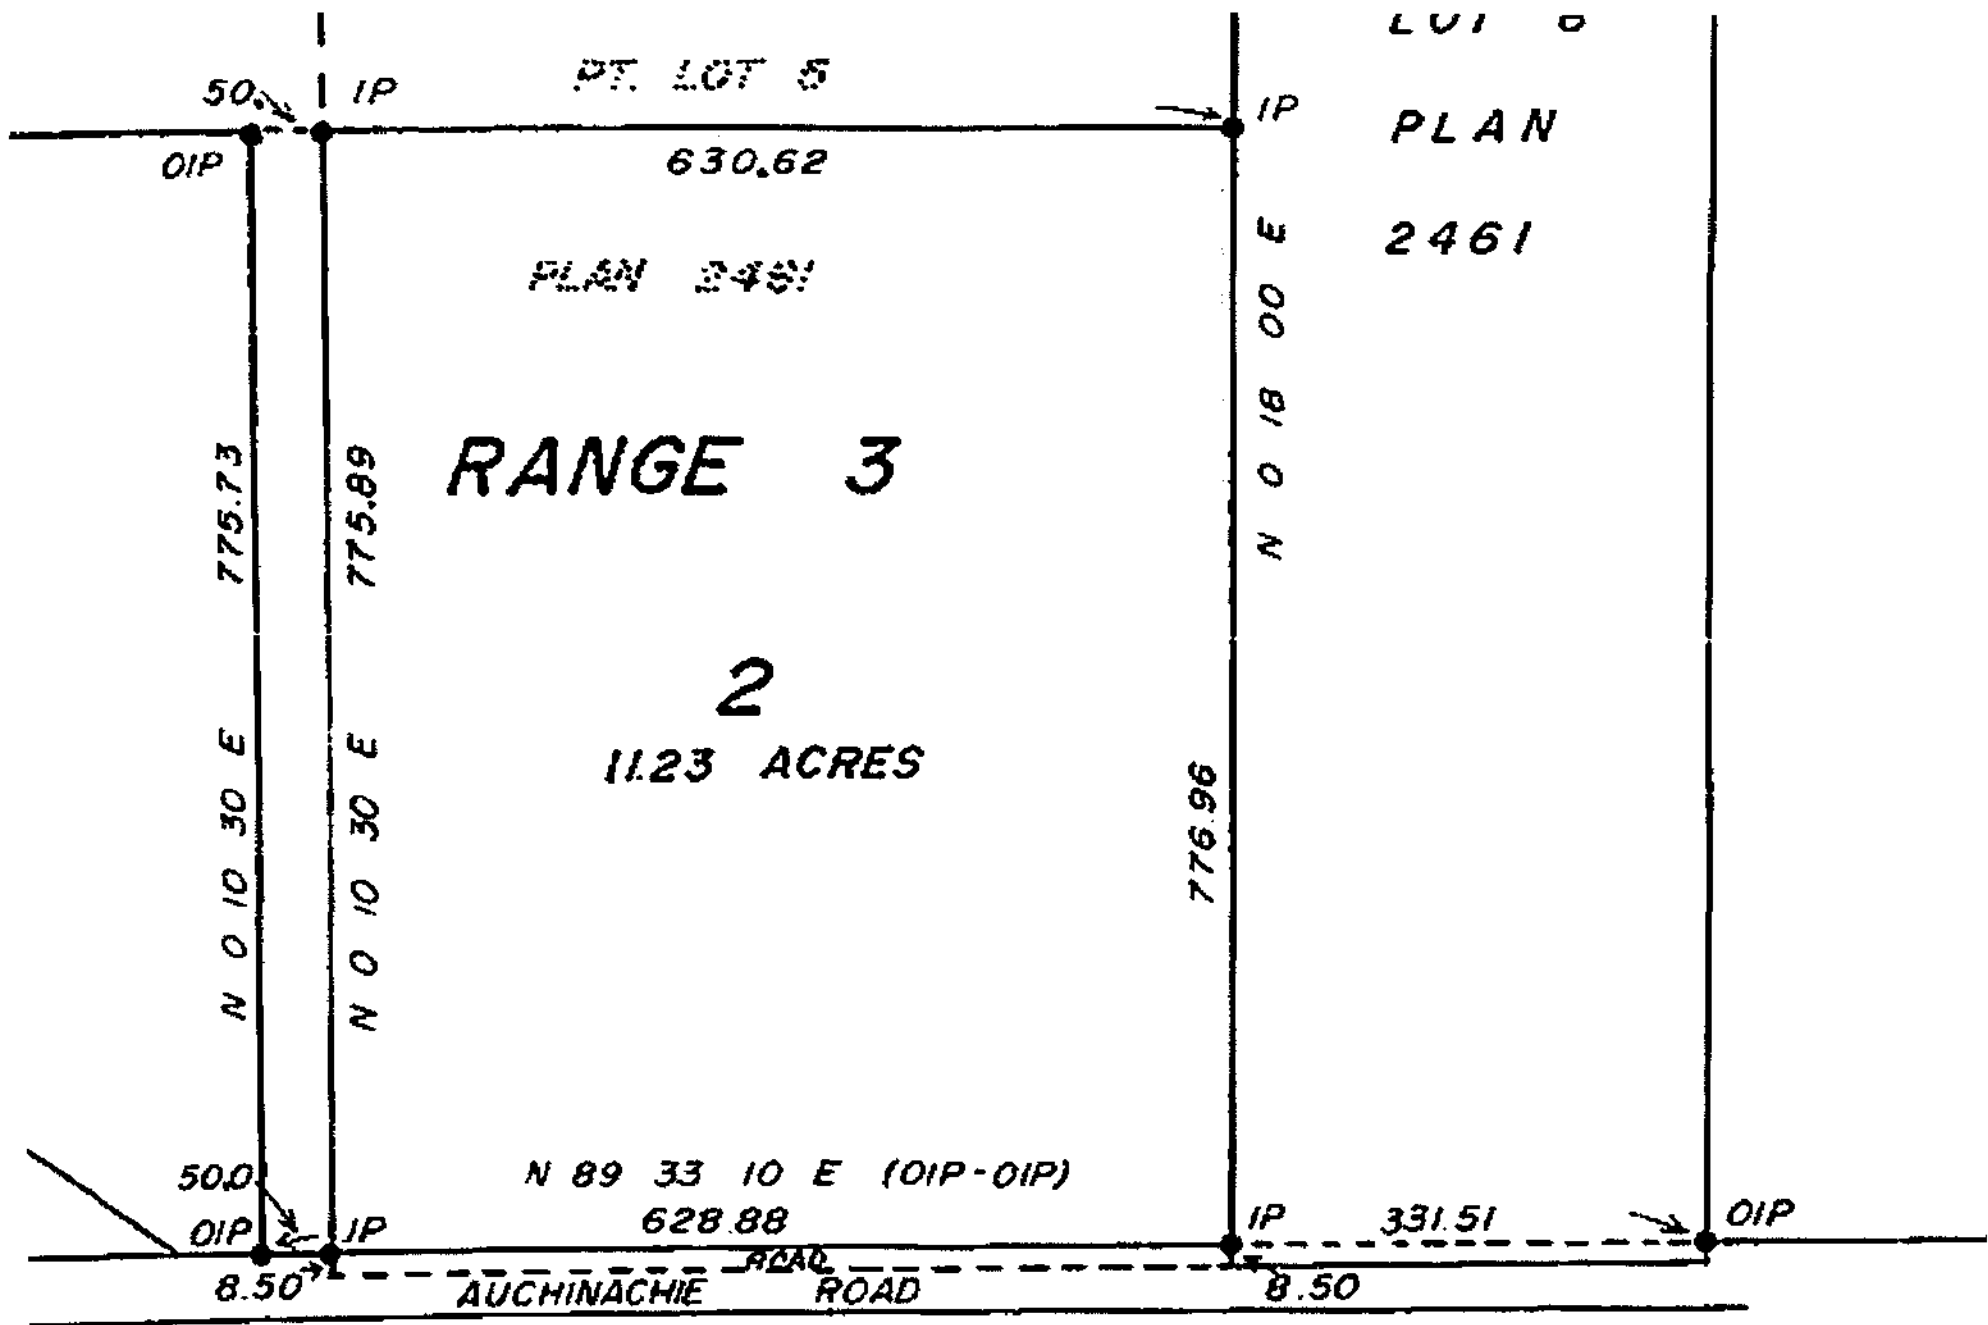 LOT 6
50.
IP
PT. LOT 5
IP
PLAN
OIP
630.62
2461
PLAN 2461
N 0 18 00 E
RANGE 3
775.73
775.89
2
11.23 ACRES
N 0 10 30 E
N 0 10 30 E
776.96
50.0
N 89 33 10 E (OIP-OIP)
OIP
IP
628.88
IP
331.51
OIP
ROAD
8.50
AUCHINACHIE ROAD
8.50